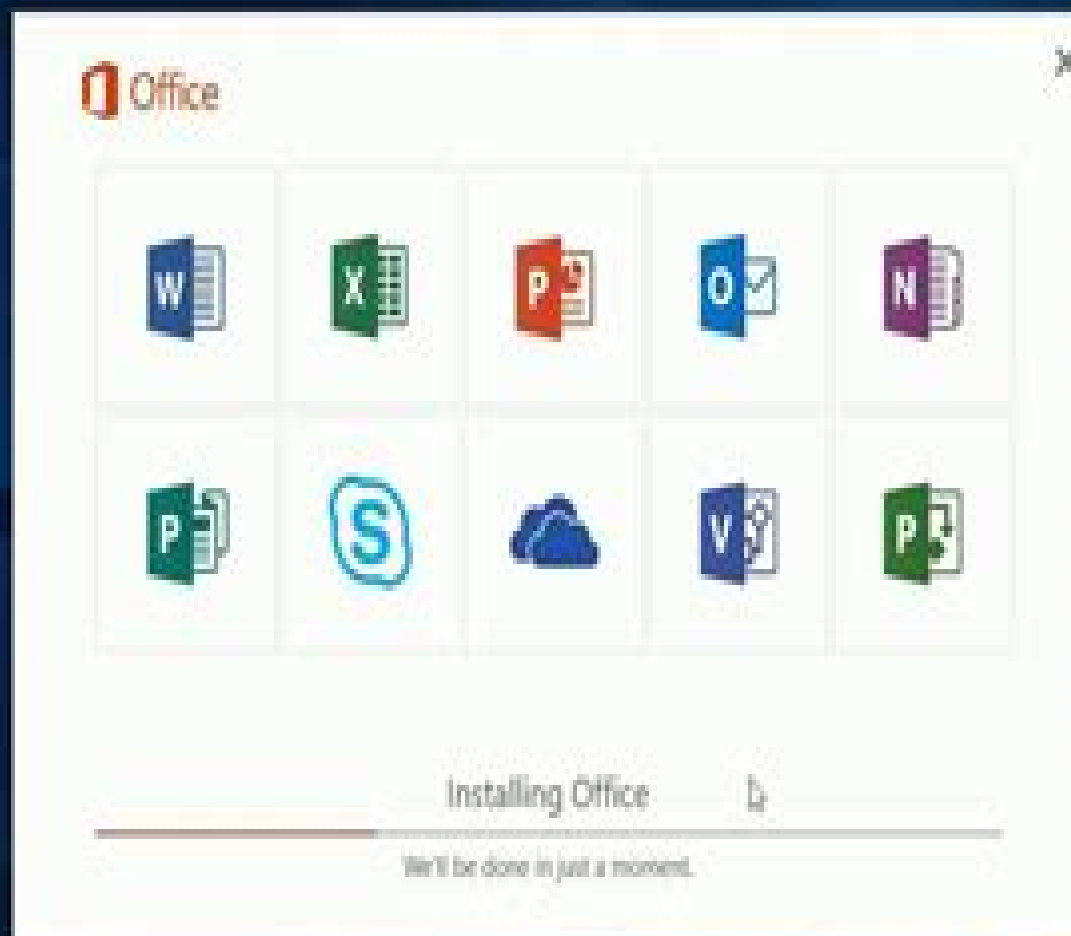 Office
W X P O N
P S V P
Installing Office
We'll be done in just a moment.